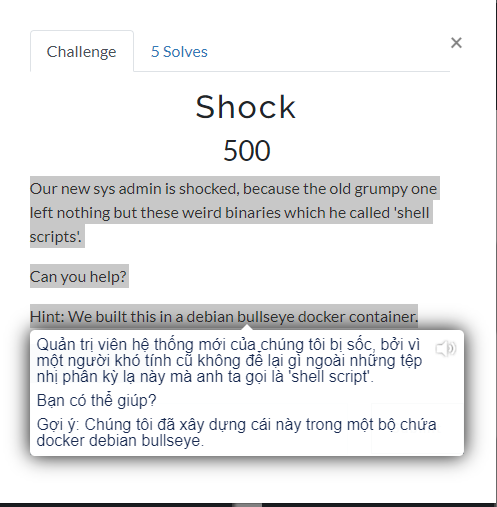 Challenge
5 Solves
×
Shock
500
Our new sys admin is shocked, because the old grumpy one
left nothing but these weird binaries which he called 'shell
scripts'.
Can you help?
Hint: We built this in a debian bullseye docker container.
Quản trị viên hệ thống mới của chúng tôi bị sốc, bởi vì
một người khó tính cũ không để lại gì ngoài những tệp
nhị phân kỳ lạ này mà anh ta gọi là 'shell script'.
Bạn có thể giúp?
Gợi ý: Chúng tôi đã xây dựng cái này trong một bộ chứa
docker debian bullseye.